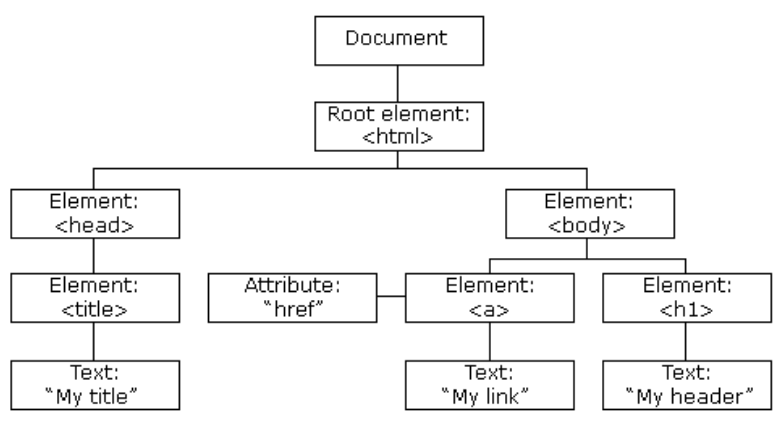 Document
Root element:
<html>
Element:
<head>
Element:
<body>
Element:
<title>
Attribute:
“href”
Element:
<a>
Element:
<h1>
Text:
“My title”
Text:
“My link”
Text:
“My header”